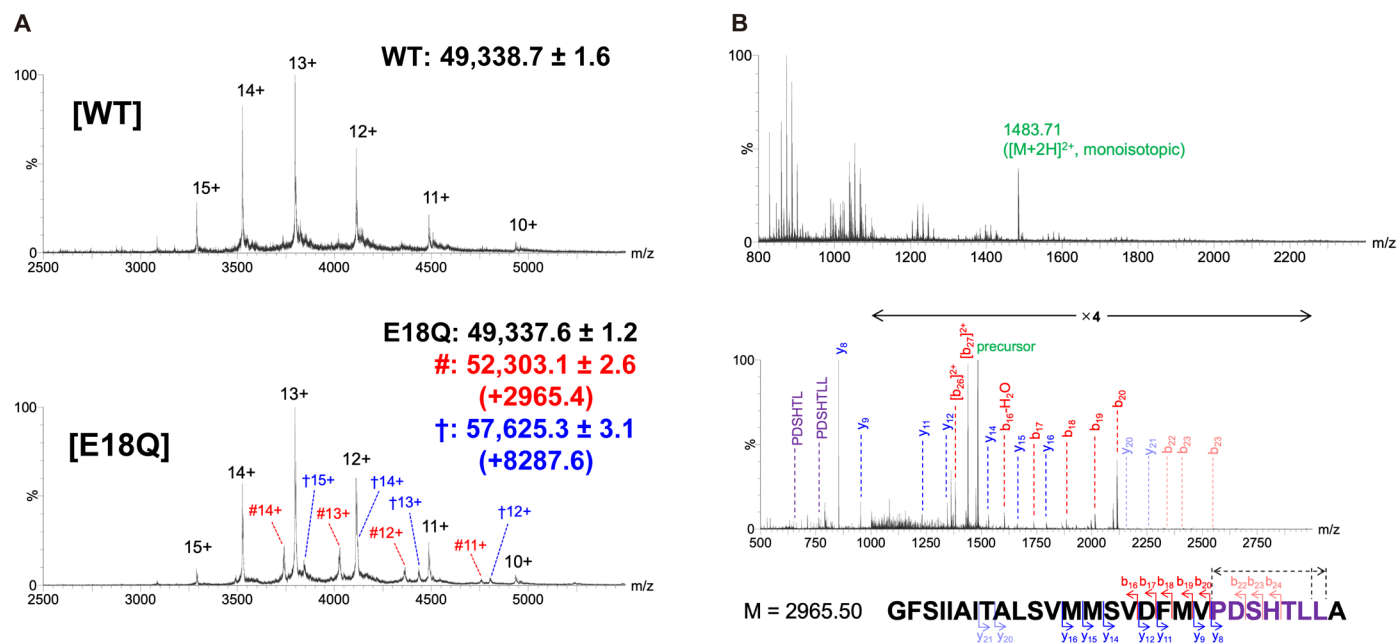 A
WT: 49,338.7 ± 1.6
[WT]
100
%
0
15+
14+
13+
12+
11+
10+
2500 3000 3500 4000 4500 5000 m/z
E18Q: 49,337.6 ± 1.2
#: 52,303.1 ± 2.6
(+2965.4)
†: 57,625.3 ± 3.1
(+8287.6)
[E18Q]
100
%
0
15+
14+
#14+
13+
†15+
#13+
12+
†14+
#12+
†13+
11+
#11+
†12+
10+
2500 3000 3500 4000 4500 5000 m/z
B
100
%
0
1483.71
([M+2H]²⁺, monoisotopic)
800 1000 1200 1400 1600 1800 2000 2200 m/z
×4
100
%
0
PDSHTL
PDSHTLL
y₈
y₉
y₁₁
y₁₂
[b₂₆]²⁺
[b₂₇]²⁺
precursor
y₁₄
b₁₆-H₂O
y₁₅
b₁₇
y₁₆
b₁₈
b₁₉
b₂₀
y₂₀
y₂₁
b₂₂
b₂₃
b₂₃
500 750 1000 1250 1500 1750 2000 2250 2500 2750 m/z
b₁₆ b₁₇ b₁₈ b₁₉ b₂₀ b₂₂ b₂₃ b₂₄
M = 2965.50 GFSIIAITALSVMMSVDFMVPDSHTLLA
y₂₁ y₂₀ y₁₆ y₁₅ y₁₄ y₁₂ y₁₁ y₉ y₈